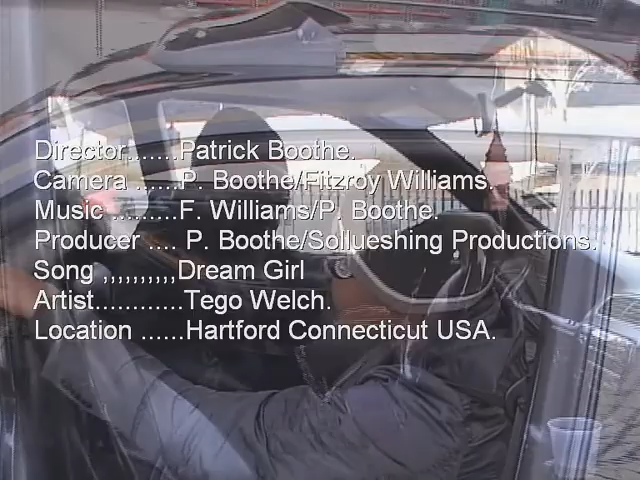 Director.......Patrick Boothe.
Camera ......P. Boothe/Fitzroy Williams.
Music .........F. Williams/P. Boothe.
Producer .... P. Boothe/Sollueshing Productions.
Song ,,,,,,,,,,Dream Girl
Artist............Tego Welch.
Location ......Hartford Connecticut USA.